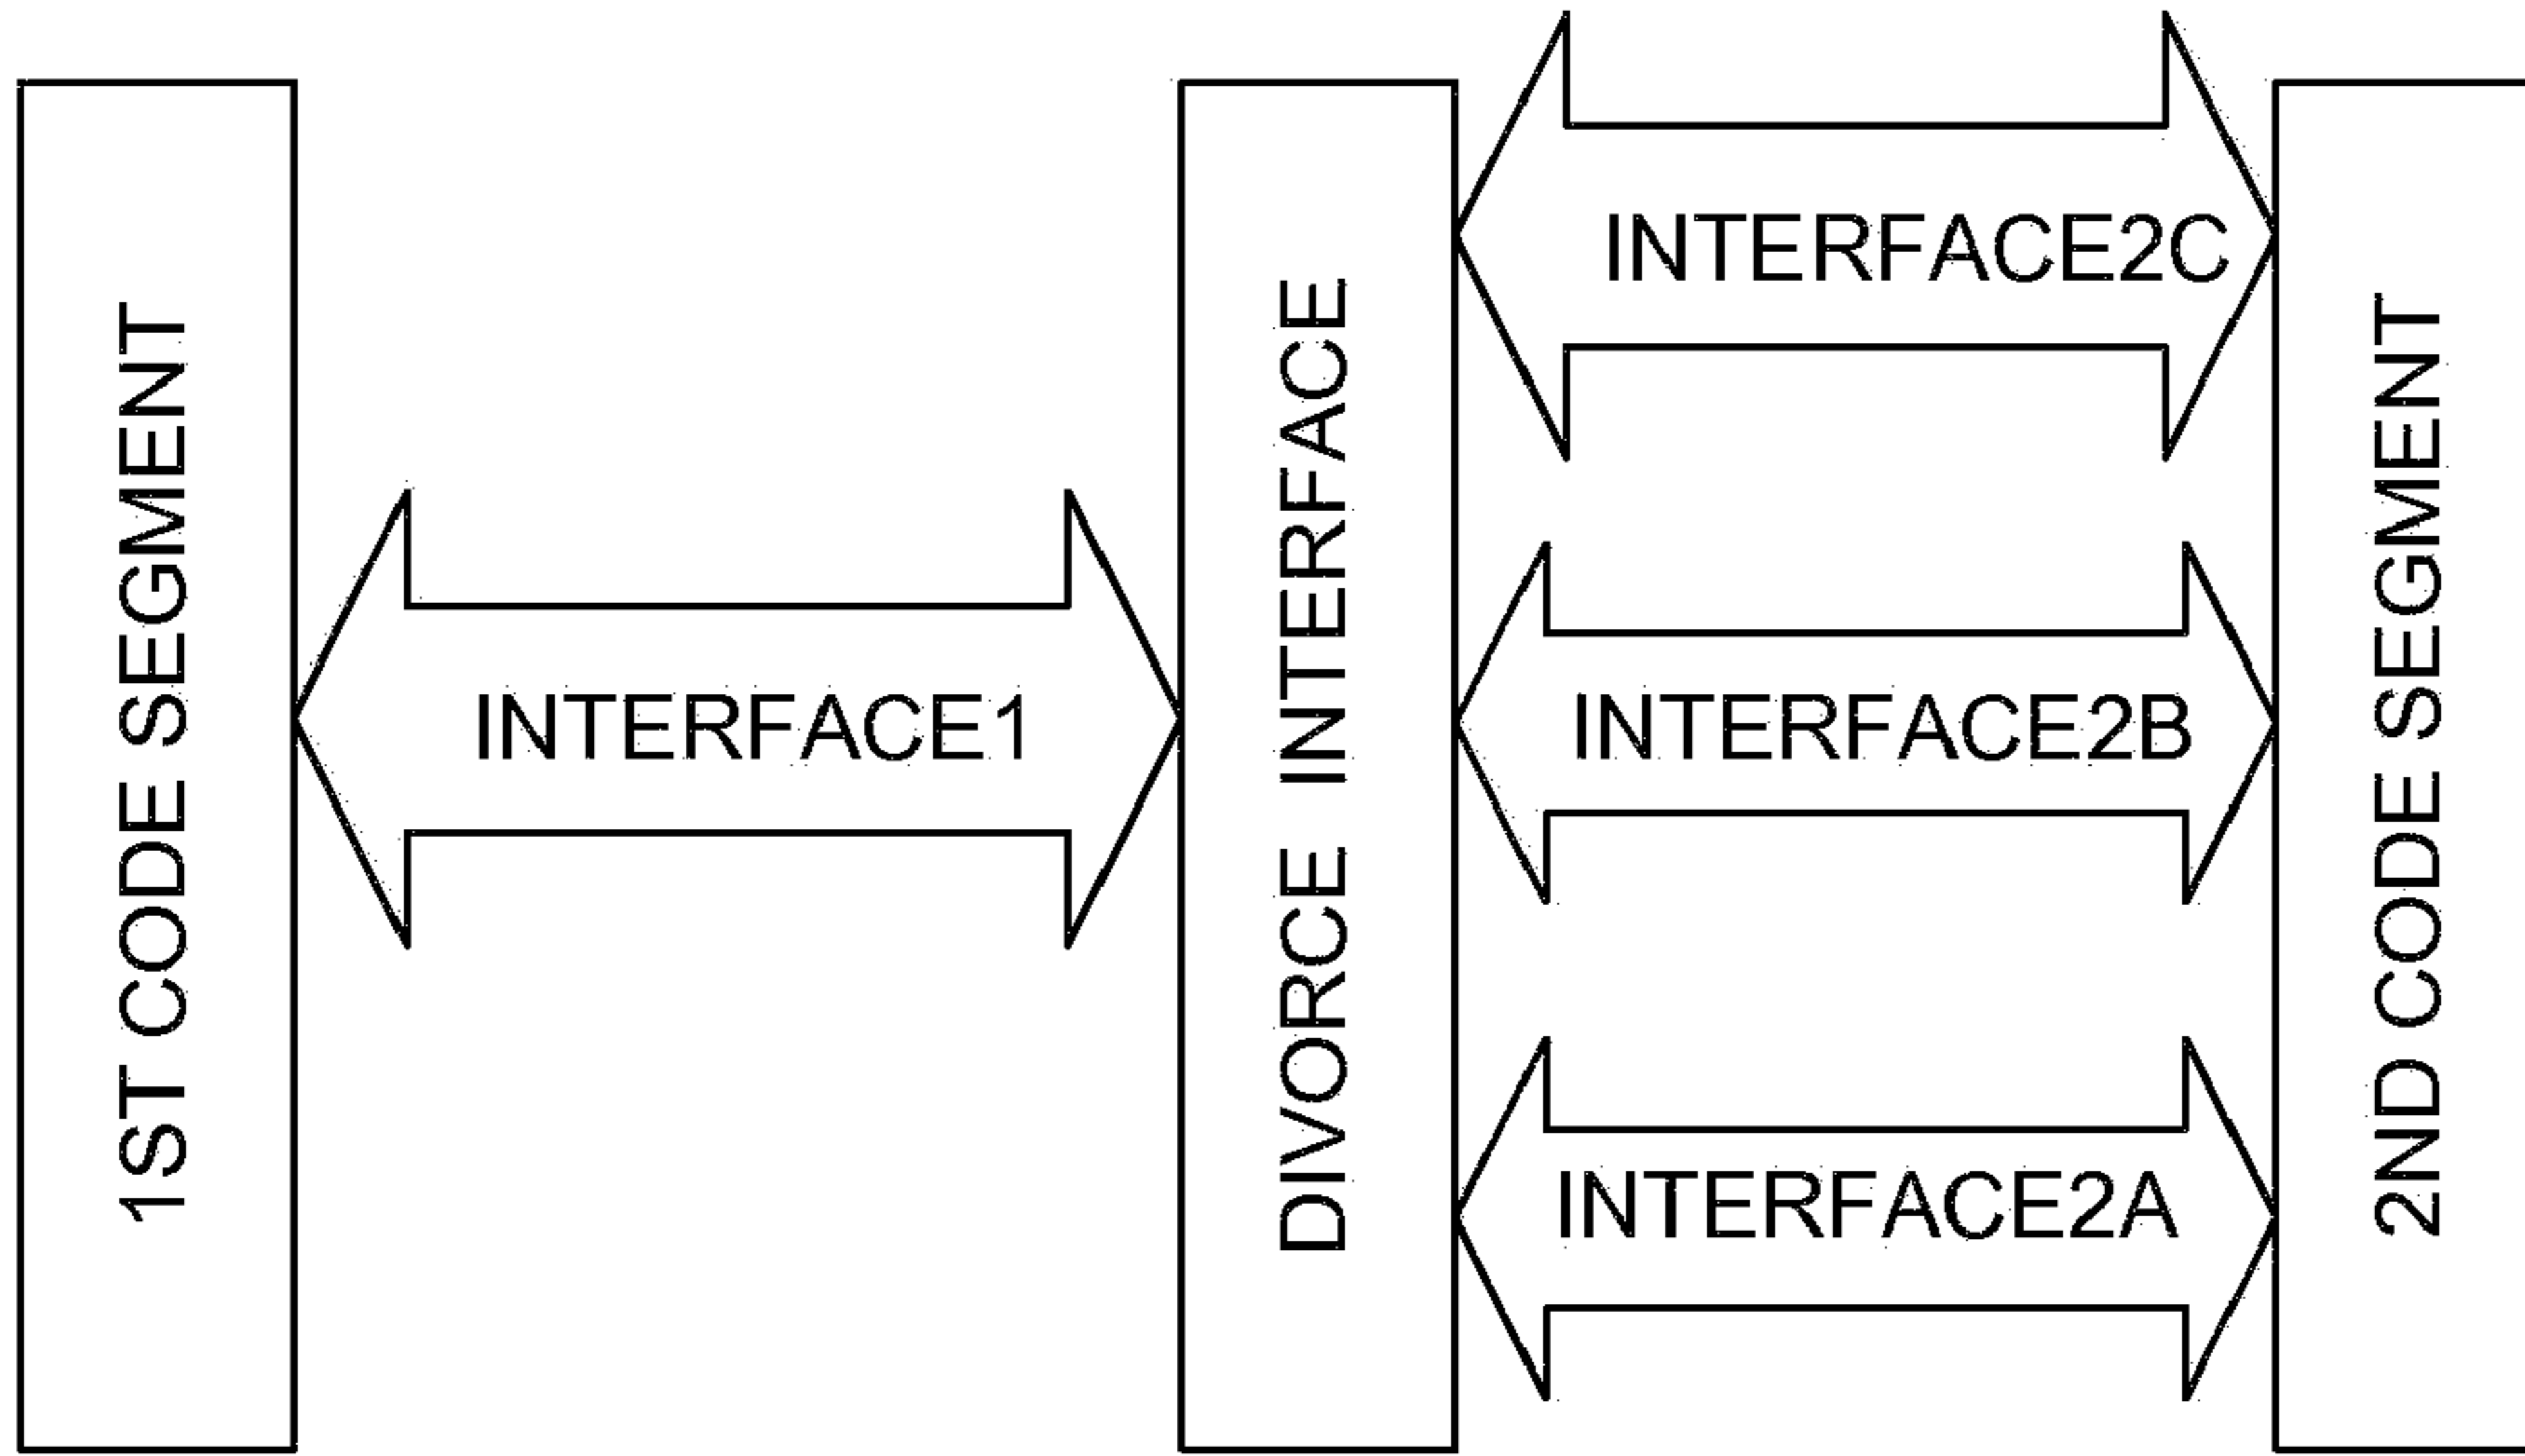 1ST CODE SEGMENT
INTERFACE1
DIVORCE INTERFACE
INTERFACE2C
INTERFACE2B
INTERFACE2A
2ND CODE SEGMENT